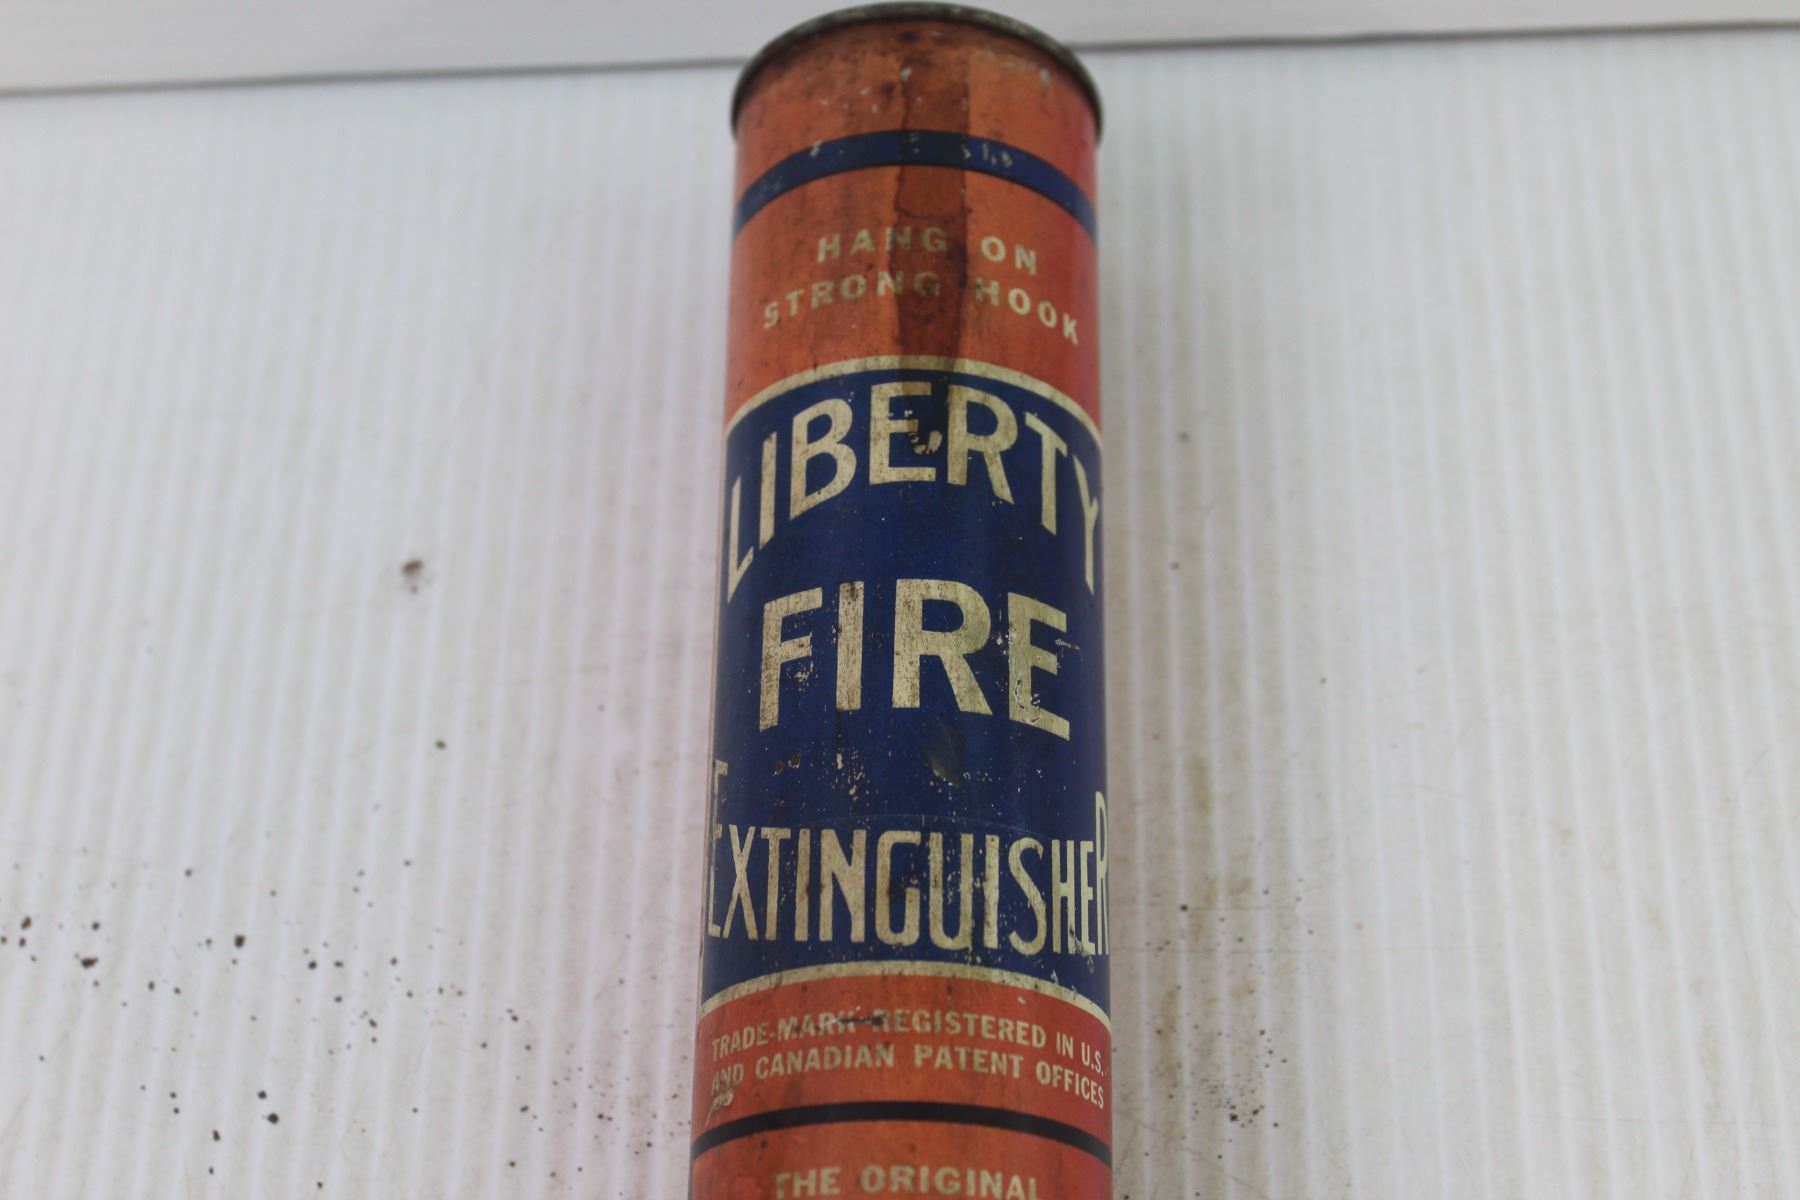 HANG ON
STRONG HOOK
LIBERTY
FIRE
EXTINGUISHER
TRADE-MARK REGISTERED IN U.S.
AND CANADIAN PATENT OFFICES
THE ORIGINAL